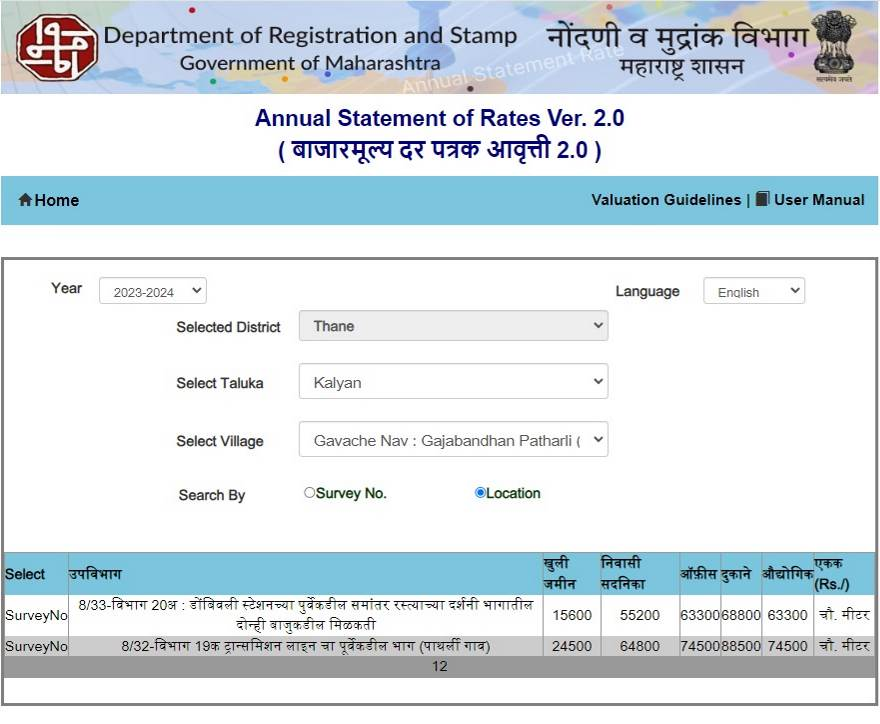 Department of Registration and Stamp नोंदणी व मुद्रांक विभाग
Government of Maharashtra महाराष्ट्र शासन
Annual Statement Rate
सत्यमेव जयते
Annual Statement of Rates Ver. 2.0
( बाजारमूल्य दर पत्रक आवृत्ती 2.0 )
Home Valuation Guidelines | User Manual
Year 2023-2024 Language English
Selected District Thane
Select Taluka Kalyan
Select Village Gavache Nav : Gajabandhan Patharli (
Search By Survey No. Location
Select उपविभाग खुली जमीन निवासी सदनिका ऑफ़ीस दुकाने औद्योगिक एकक (Rs./)
SurveyNo 8/33-विभाग 20अ : डोंबिवली स्टेशनच्या पुर्वेकडील समांतर रस्त्याच्या दर्शनी भागातील
दोन्ही बाजुकडील मिळकती 15600 55200 63300 68800 63300 चौ. मीटर
SurveyNo 8/32-विभाग 19क ट्रान्समिशन लाइन चा पूर्वेकडील भाग (पाथर्ली गाव) 24500 64800 74500 88500 74500 चौ. मीटर
12